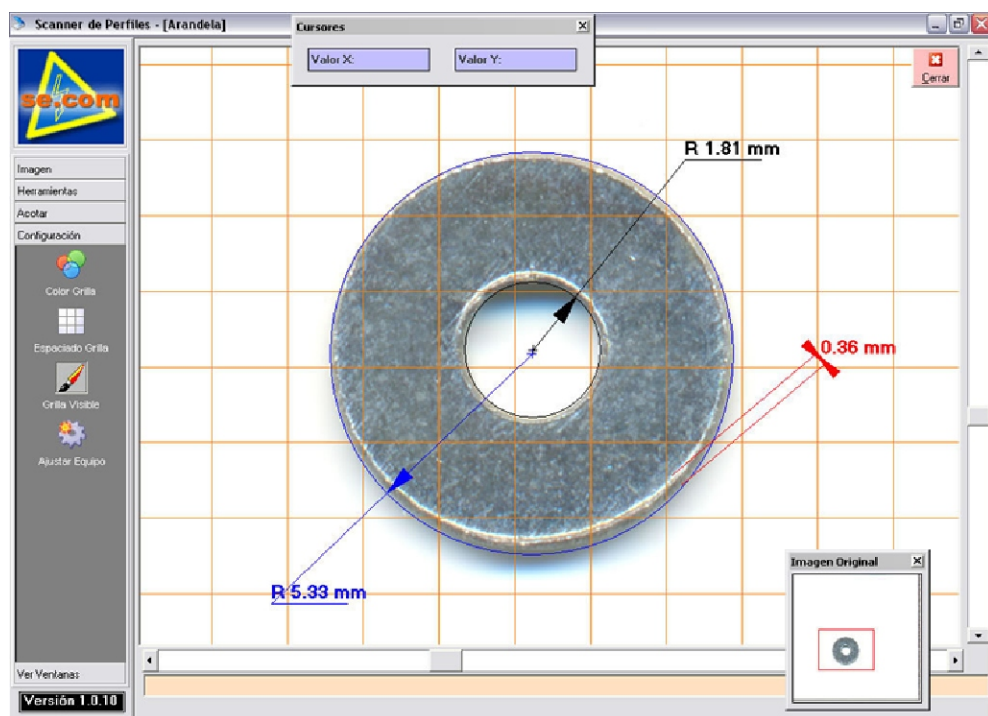 Scanner de Perfiles - [Arandela]
Cursores
Valor X:
Valor Y:
Cerrar
se.com
Imagen
Herramientas
Acotar
Configuración
Color Grilla
Espaciado Grilla
Grilla Visible
Ajustar Equipo
R 1.81 mm
0.36 mm
R 5.33 mm
Imagen Original
Ver Ventanas
Versión 1.0.10